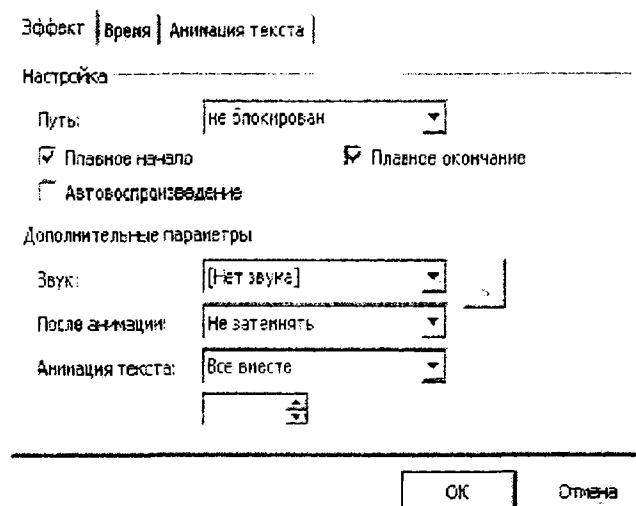 Эффект Время Анимация текста
Настройка
Путь: не блокирован
Плавное начало Плавное окончание
Автовоспроизведение
Дополнительные параметры
Звук: [Нет звука]
После анимации: Не затемнять
Анимация текста: Все вместе
ОК Отмена